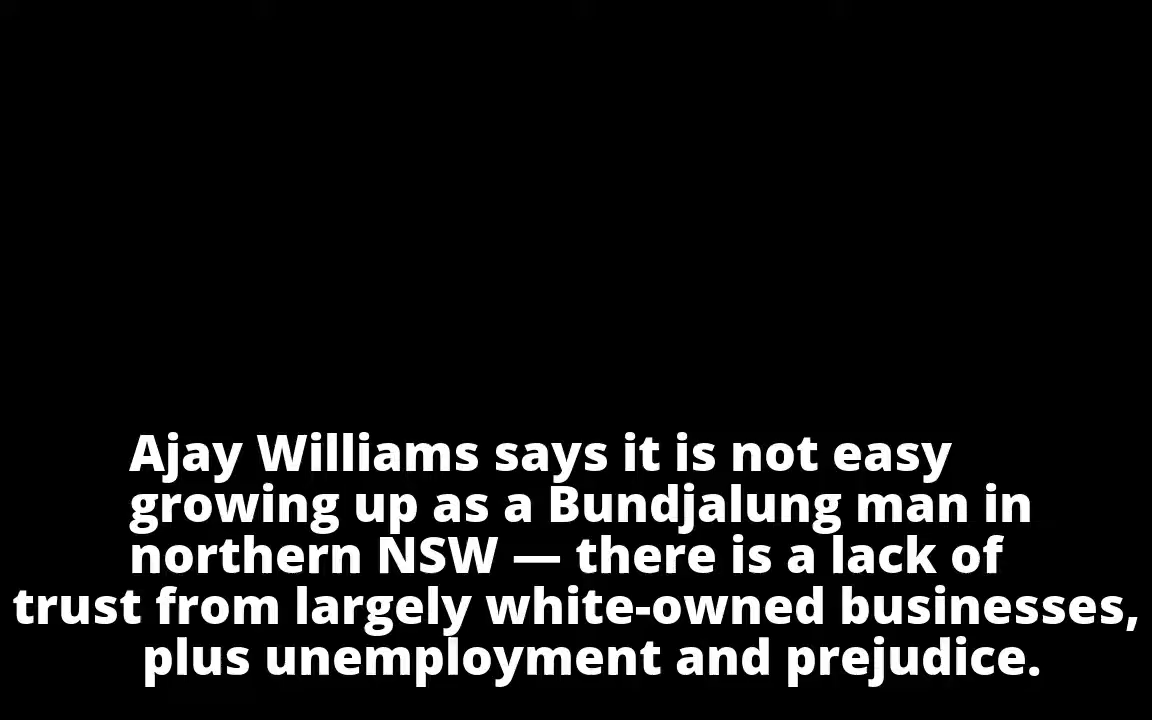 Ajay Williams says it is not easy
growing up as a Bundjalung man in
northern NSW — there is a lack of
trust from largely white-owned businesses,
plus unemployment and prejudice.